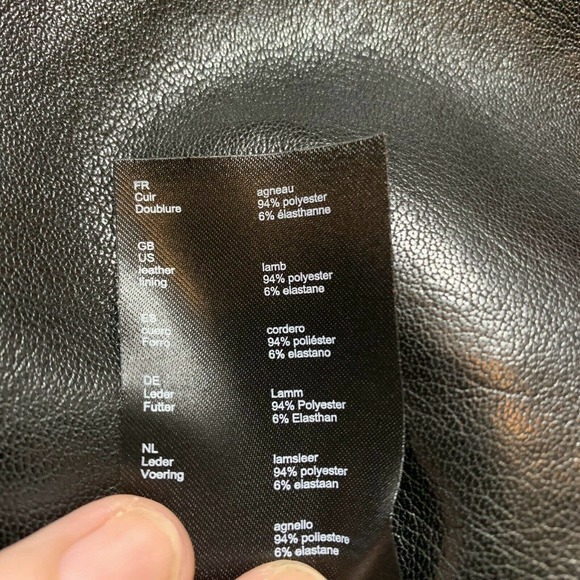 FR
Cuir agneau
Doublure 94% polyester
6% élasthanne
GB
US
leather lamb
lining 94% polyester
6% elastane
ES
cuero cordero
Forro 94% poliéster
6% elastano
DE
Leder Lamm
Futter 94% Polyester
6% Elasthan
NL
Leder lamsleer
Voering 94% polyester
6% elastaan
agnello
94% poliestere
6% elastane